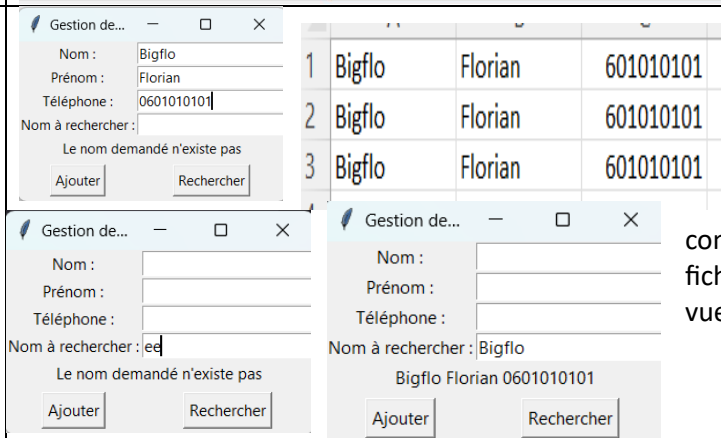 Gestion de...
Nom :
Bigflo
Prénom :
Florian
Téléphone :
0601010101
Nom à rechercher :
Le nom demandé n'existe pas
Ajouter
Rechercher
1 Bigflo Florian 601010101
2 Bigflo Florian 601010101
3 Bigflo Florian 601010101
Gestion de...
Nom :
Prénom :
Téléphone :
Nom à rechercher : ee
Le nom demandé n'existe pas
Ajouter
Rechercher
Gestion de...
Nom :
Prénom :
Téléphone :
Nom à rechercher : Bigflo
Bigflo Florian 0601010101
Ajouter
Rechercher